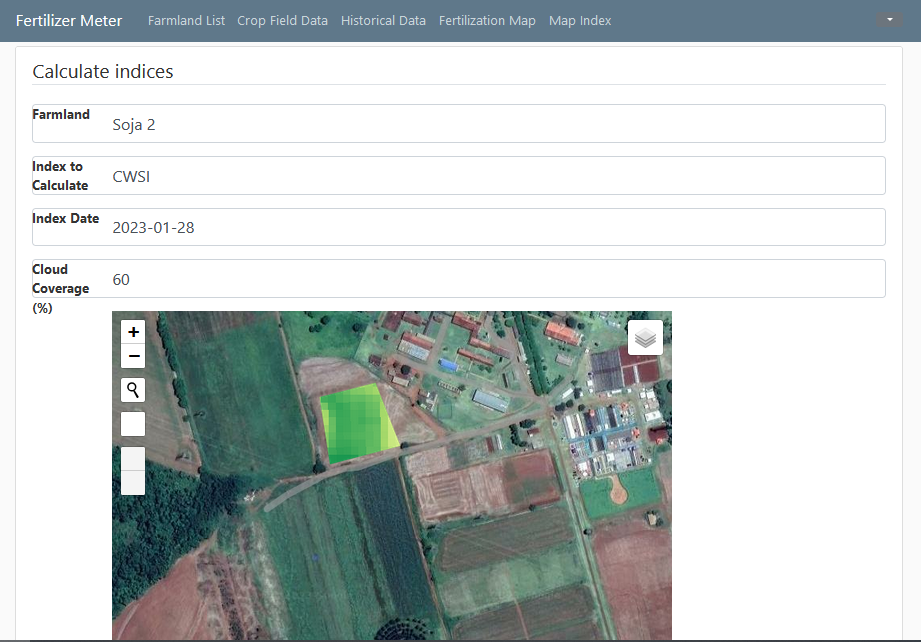 Fertilizer Meter Farmland List Crop Field Data Historical Data Fertilization Map Map Index
Calculate indices
Farmland
Soja 2
Index to
Calculate
CWSI
Index Date
2023-01-28
Cloud
Coverage
(%)
60
+
−